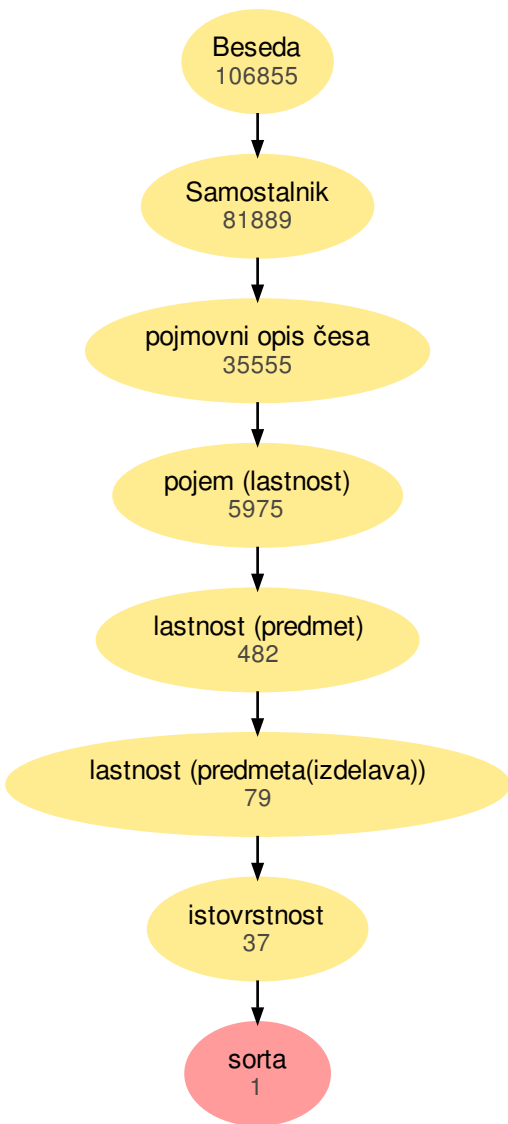 Beseda
106855
Samostalnik
81889
pojmovni opis česa
35555
pojem (lastnost)
5975
lastnost (predmet)
482
lastnost (predmeta(izdelava))
79
istovrstnost
37
sorta
1